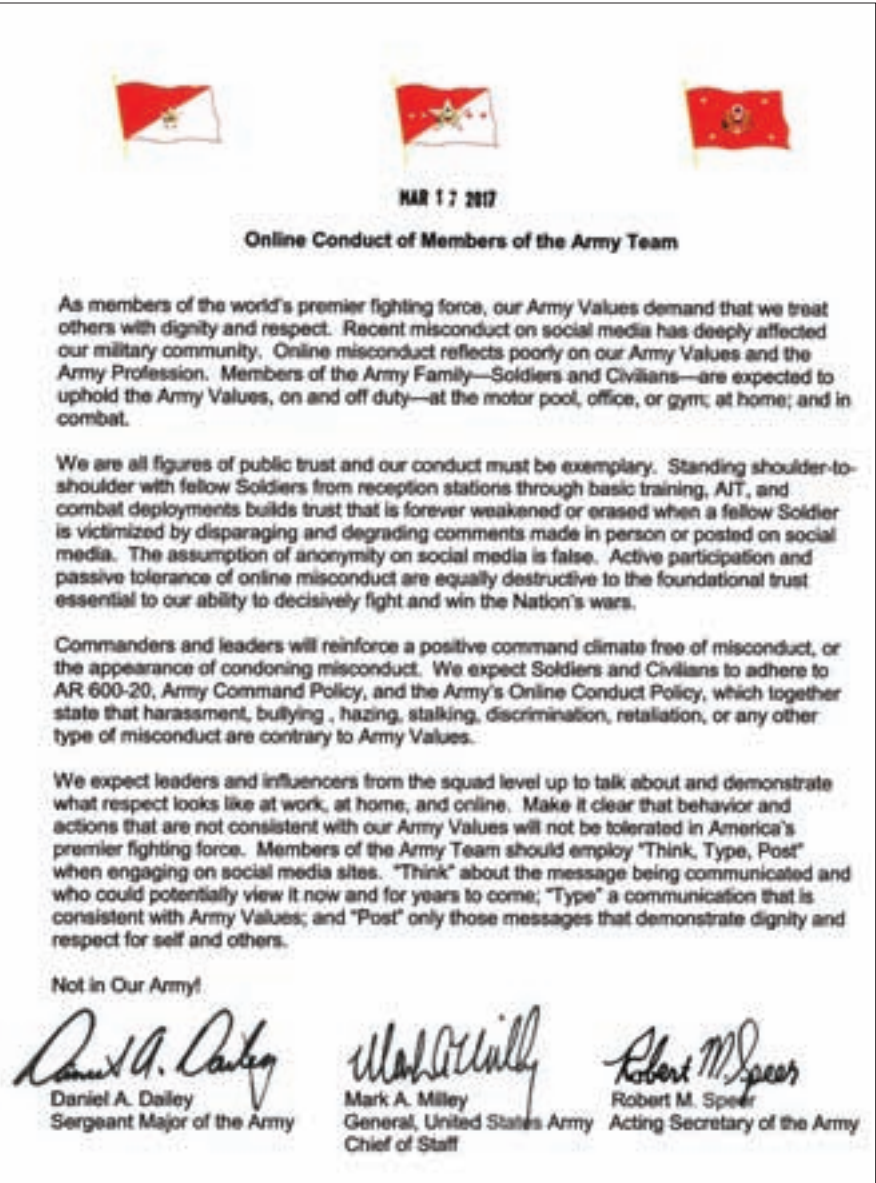 MAR 17 2017
Online Conduct of Members of the Army Team
As members of the world's premier fighting force, our Army Values demand that we treat
others with dignity and respect. Recent misconduct on social media has deeply affected
our military community. Online misconduct reflects poorly on our Army Values and the
Army Profession. Members of the Army Family—Soldiers and Civilians—are expected to
uphold the Army Values, on and off duty—at the motor pool, office, or gym; at home; and in
combat.
We are all figures of public trust and our conduct must be exemplary. Standing shoulder-to-
shoulder with fellow Soldiers from reception stations through basic training, AIT, and
combat deployments builds trust that is forever weakened or erased when a fellow Soldier
is victimized by disparaging and degrading comments made in person or posted on social
media. The assumption of anonymity on social media is false. Active participation and
passive tolerance of online misconduct are equally destructive to the foundational trust
essential to our ability to decisively fight and win the Nation's wars.
Commanders and leaders will reinforce a positive command climate free of misconduct, or
the appearance of condoning misconduct. We expect Soldiers and Civilians to adhere to
AR 600-20, Army Command Policy, and the Army's Online Conduct Policy, which together
state that harassment, bullying , hazing, stalking, discrimination, retaliation, or any other
type of misconduct are contrary to Army Values.
We expect leaders and influencers from the squad level up to talk about and demonstrate
what respect looks like at work, at home, and online. Make it clear that behavior and
actions that are not consistent with our Army Values will not be tolerated in America's
premier fighting force. Members of the Army Team should employ "Think, Type, Post"
when engaging on social media sites. "Think" about the message being communicated and
who could potentially view it now and for years to come; "Type" a communication that is
consistent with Army Values; and "Post" only those messages that demonstrate dignity and
respect for self and others.
Not in Our Army!
Daniel A. Dailey Mark A. Milley Robert M. Speer
Daniel A. Dailey Mark A. Milley Robert M. Speer
Sergeant Major of the Army General, United States Army Acting Secretary of the Army
Chief of Staff